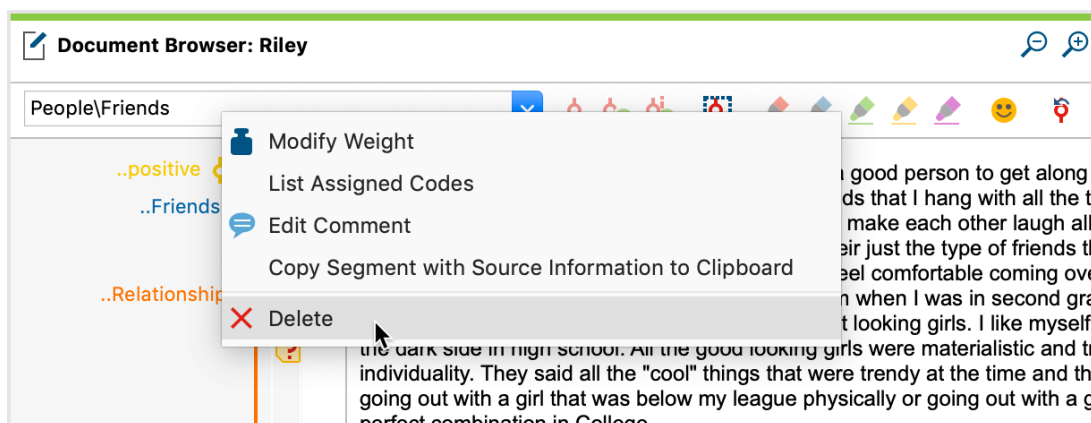 Document Browser: Riley
People\Friends
Modify Weight
List Assigned Codes
Edit Comment
Copy Segment with Source Information to Clipboard
Delete
..positive
..Friends
..Relationship
good person to get along
ds that I hang with all the t
make each other laugh all
eir just the type of friends th
eel comfortable coming ove
when I was in second gra
t looking girls. I like myself
the dark side in high school. All the good looking girls were materialistic and t
individuality. They said all the "cool" things that were trendy at the time and th
going out with a girl that was below my league physically or going out with a g
perfect combination in College.